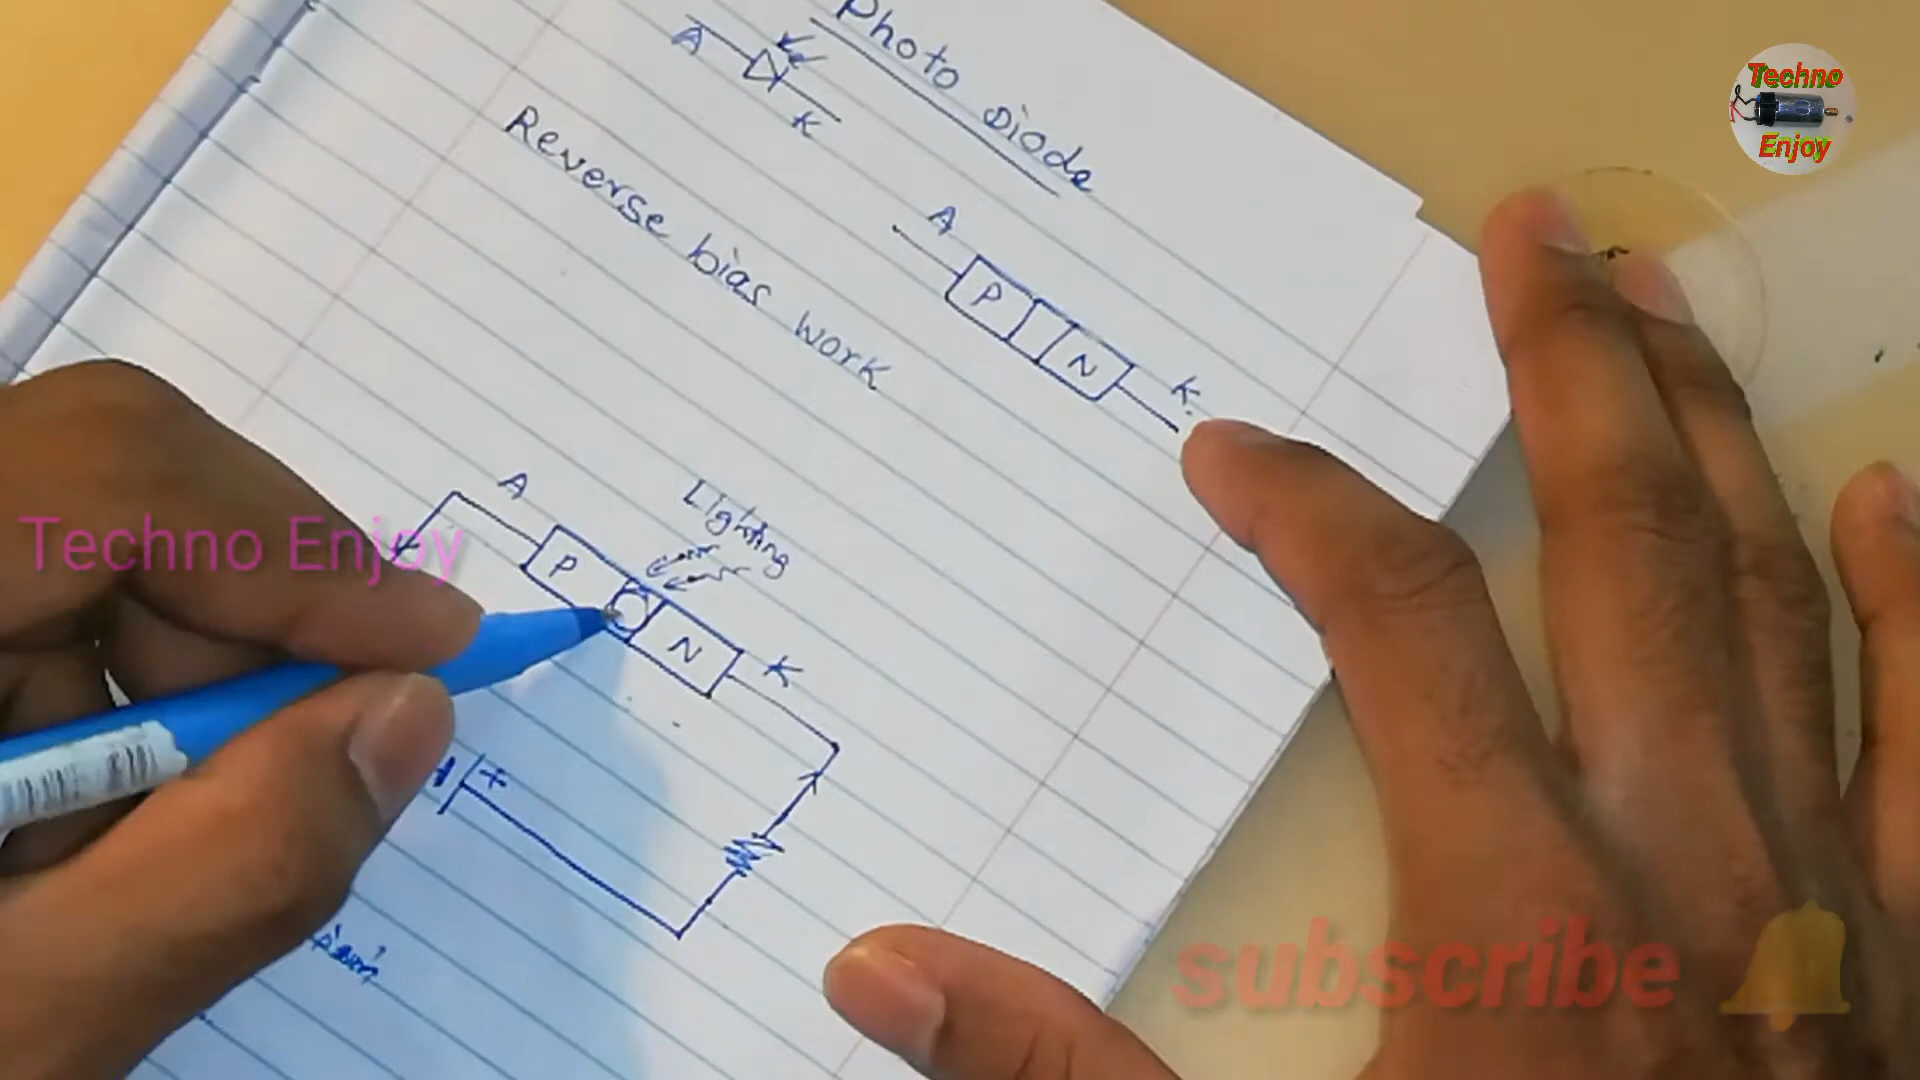 Photo Diode
A
K
Reverse bias work
A
P
N
K
Techno
Enjoy
A
Lighting
P
N
K
+
Techno Enjoy
subscribe